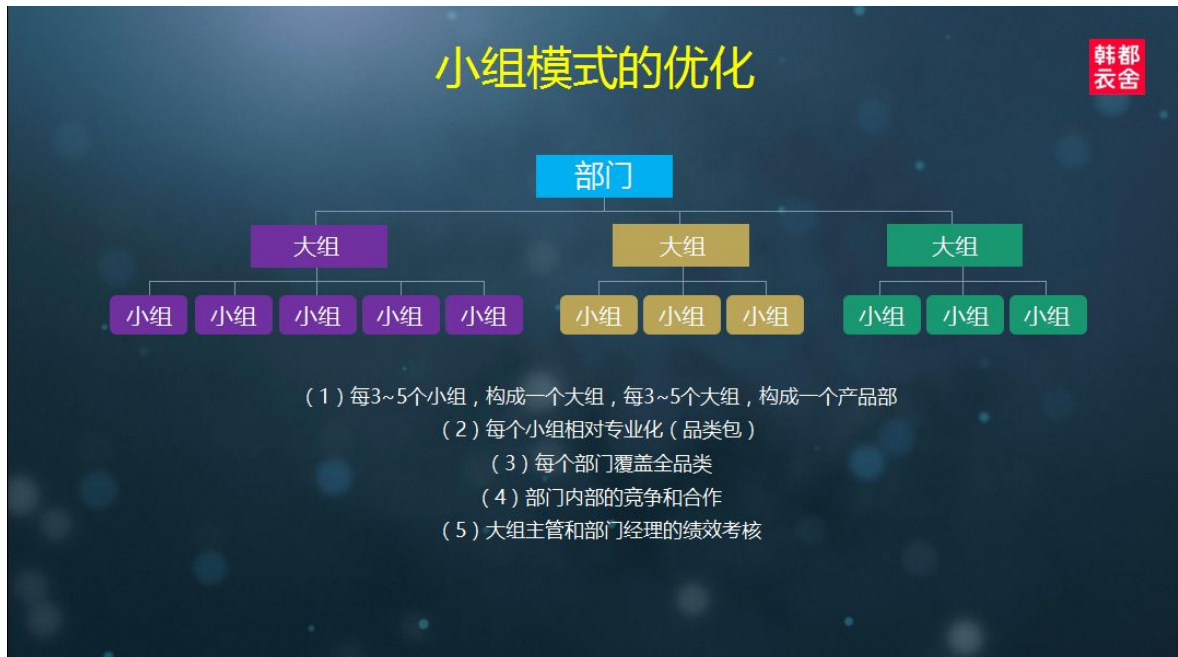 小组模式的优化
韩都
衣舍
部门
大组 大组 大组
小组 小组 小组 小组 小组 小组 小组 小组 小组 小组 小组
（1）每3~5个小组，构成一个大组，每3~5个大组，构成一个产品部
（2）每个小组相对专业化（品类包）
（3）每个部门覆盖全品类
（4）部门内部的竞争和合作
（5）大组主管和部门经理的绩效考核